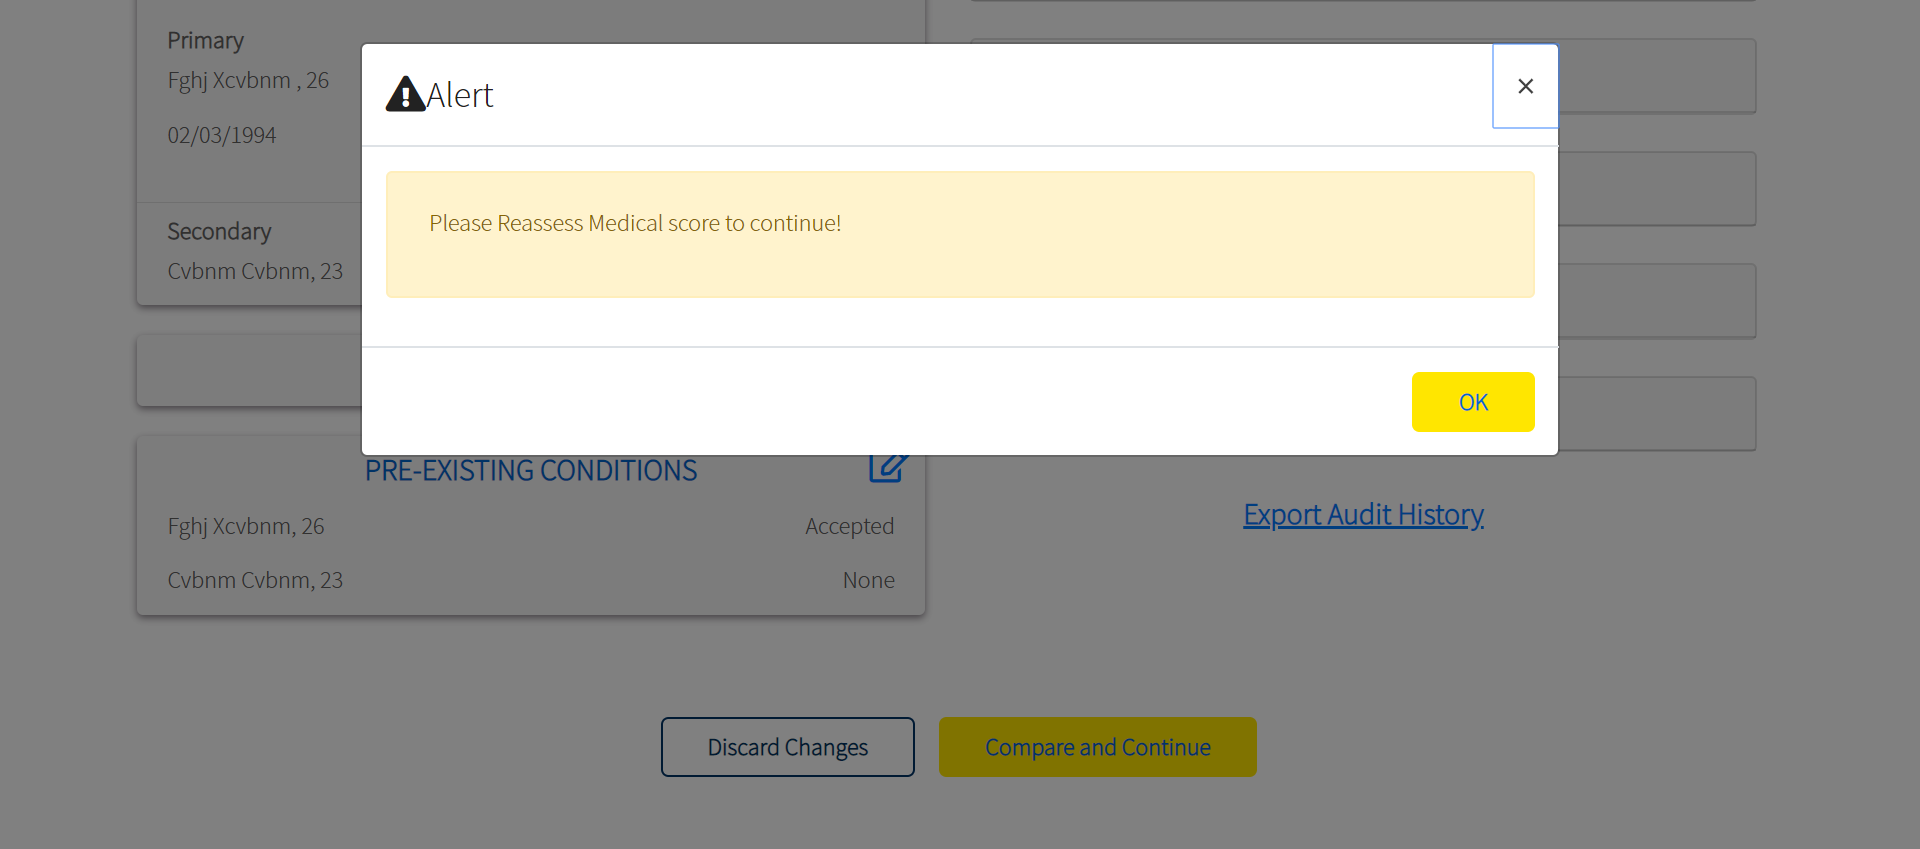 Primary
Fghj Xcvbnm , 26
02/03/1994
Secondary
Cvbnm Cvbnm, 23
Alert
×
Please Reassess Medical score to continue!
OK
PRE-EXISTING CONDITIONS
Fghj Xcvbnm, 26 Accepted
Cvbnm Cvbnm, 23 None
Export Audit History
Discard Changes Compare and Continue